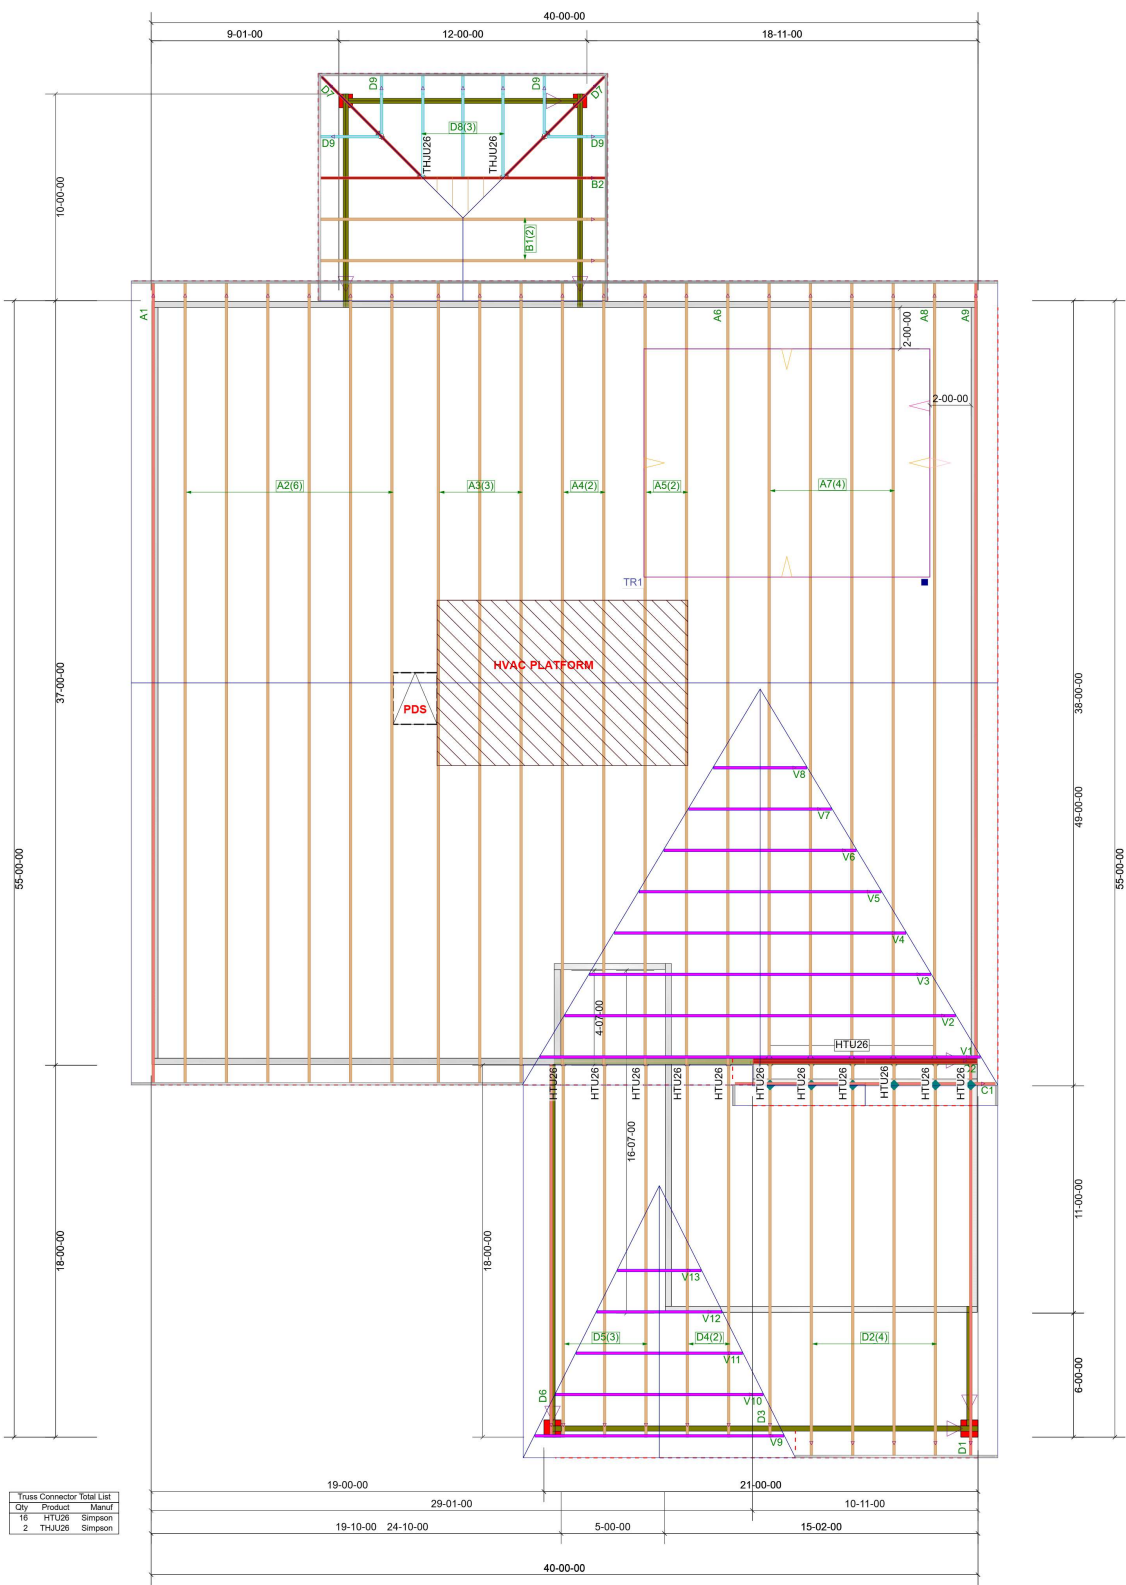 40-00-00
9-01-00
12-00-00
18-11-00
D7
D9
D9
D7
D8(3)
D9
D9
THJU26
THJU26
B2
B1(2)
10-00-00
A1
A6
A8
A9
2-00-00
2-00-00
A2(6)
A3(3)
A4(2)
A5(2)
A7(4)
TR1
HVAC PLATFORM
PDS
37-00-00
38-00-00
49-00-00
55-00-00
55-00-00
V8
V7
V6
V5
V4
V3
V2
V1
4-07-00
HTU26
HTU26
HTU26
HTU26
HTU26
HTU26
HTU26
HTU26
HTU26
HTU26
HTU26
HTU26
C1
16-07-00
18-00-00
18-00-00
11-00-00
6-00-00
V13
V12
V11
V10
V9
D5(3)
D4(2)
D2(4)
D6
D3
D1
19-00-00
21-00-00
29-01-00
10-11-00
19-10-00
24-10-00
5-00-00
15-02-00
40-00-00
Truss Connector Total List
Qty Product Manuf
16 HTU26 Simpson
2 THJU26 Simpson